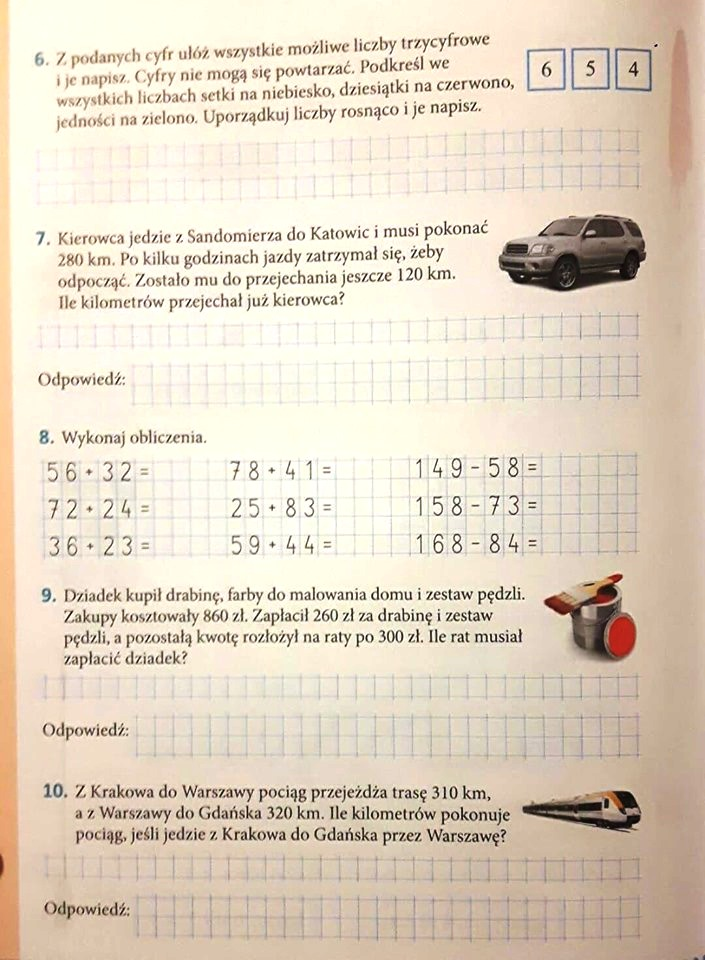 6. Z podanych cyfr ułóż wszystkie możliwe liczby trzycyfrowe
i je napisz. Cyfry nie mogą się powtarzać. Podkreśl we
wszystkich liczbach setki na niebiesko, dziesiątki na czerwono,
jedności na zielono. Uporządkuj liczby rosnąco i je napisz.
6 5 4
7. Kierowca jedzie z Sandomierza do Katowic i musi pokonać
280 km. Po kilku godzinach jazdy zatrzymał się, żeby
odpocząć. Zostało mu do przejechania jeszcze 120 km.
Ile kilometrów przejechał już kierowca?
Odpowiedź:
8. Wykonaj obliczenia.
56 + 32 = 78 + 41 = 149 - 58 =
72 + 24 = 25 + 83 = 158 - 73 =
36 + 23 = 59 + 44 = 168 - 84 =
9. Dziadek kupił drabinę, farby do malowania domu i zestaw pędzli.
Zakupy kosztowały 860 zł. Zapłacił 260 zł za drabinę i zestaw
pędzli, a pozostałą kwotę rozłożył na raty po 300 zł. Ile rat musiał
zapłacić dziadek?
Odpowiedź:
10. Z Krakowa do Warszawy pociąg przejeżdża trasę 310 km,
a z Warszawy do Gdańska 320 km. Ile kilometrów pokonuje
pociąg, jeśli jedzie z Krakowa do Gdańska przez Warszawę?
Odpowiedź: